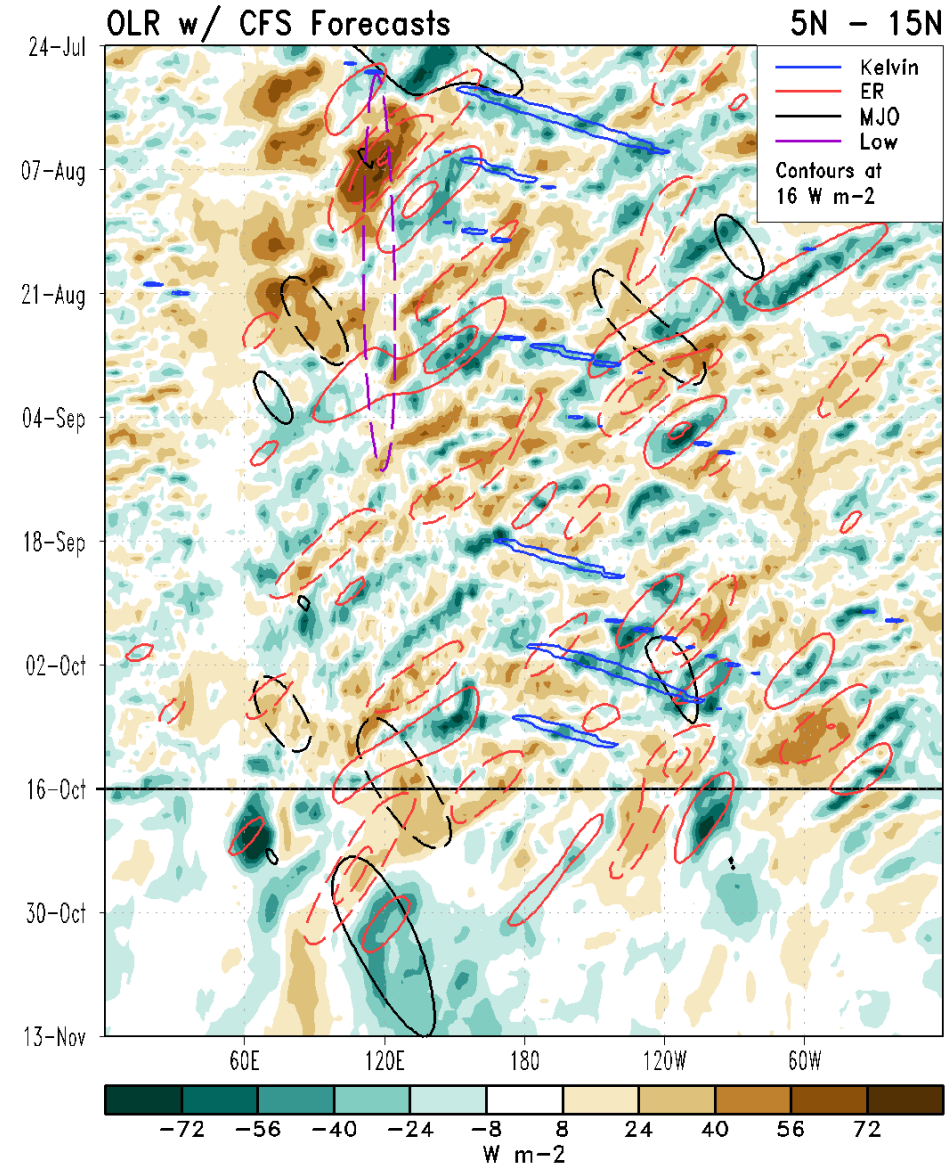 OLR w/ CFS Forecasts 5N - 15N
Kelvin
ER
MJO
Low
Contours at
16 W m-2
24-Jul
07-Aug
21-Aug
04-Sep
18-Sep
02-Oct
16-Oct
30-Oct
13-Nov
60E 120E 180 120W 60W
-72 -56 -40 -24 -8 8 24 40 56 72
W m-2